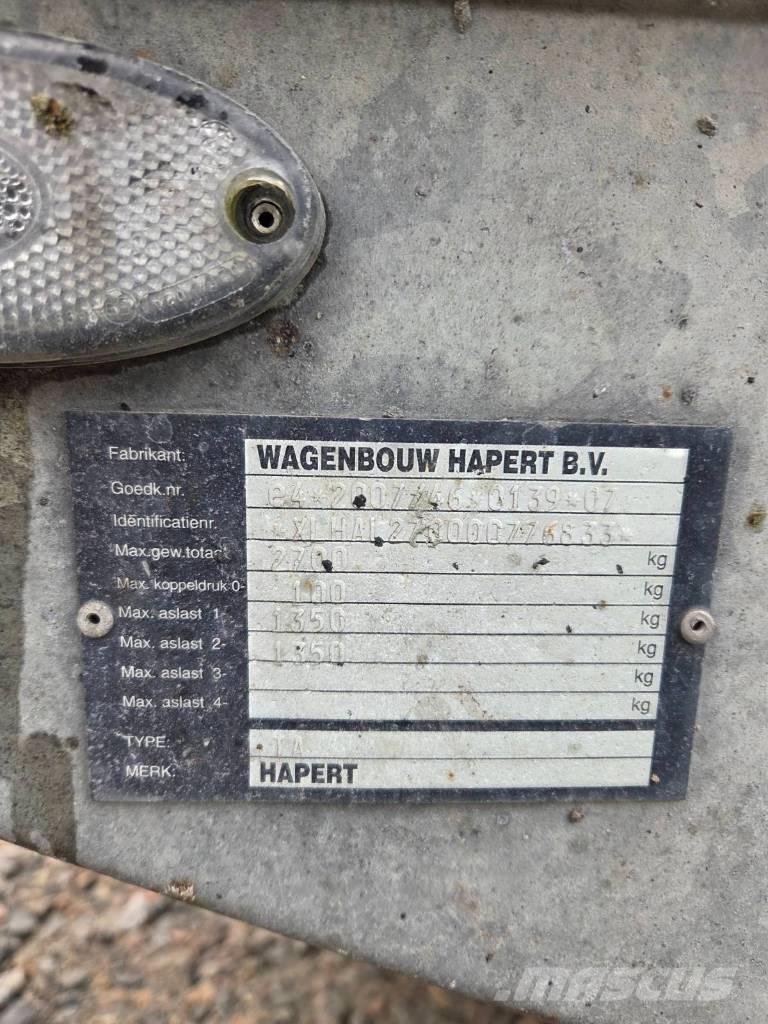 Fabrikant: WAGENBOUW HAPERT B.V.
Goedk.nr. e4*2007/46*0139*07
Identificatienr.
Max.gew.totaal 2700 kg
Max. koppeldruk 0- 100 kg
Max. aslast 1- 1350 kg
Max. aslast 2- 1350 kg
Max. aslast 3- kg
Max. aslast 4- kg
TYPE:
MERK: HAPERT
MASCUS